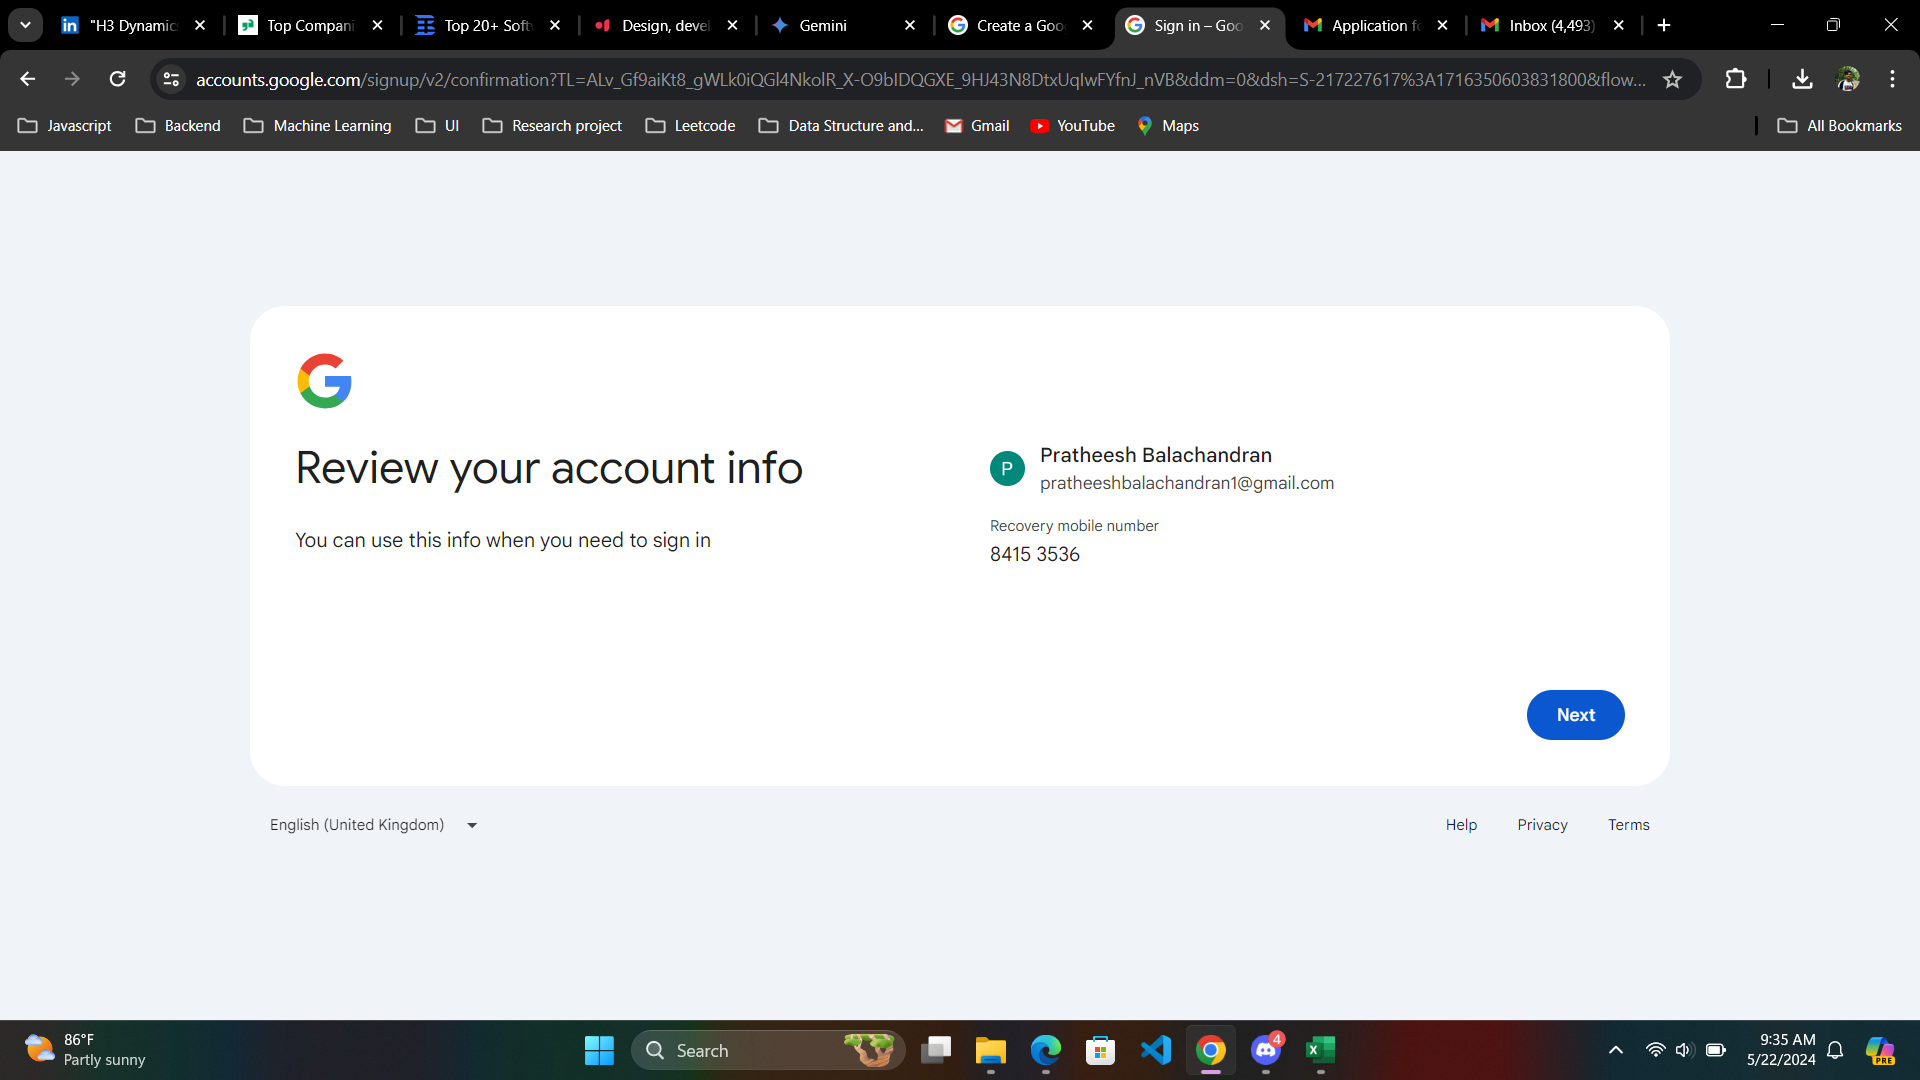 "H3 Dynamic
Top Compani
Top 20+ Soft
Design, devel
Gemini
Create a Goo
Sign in – Goo
Application fo
Inbox (4,493)
accounts.google.com/signup/v2/confirmation?TL=ALv_Gf9aiKt8_gWLk0iQGl4NkolR_X-O9bIDQGXE_9HJ43N8DtxUqIwFYfnJ_nVB&ddm=0&dsh=S-217227617%3A1716350603831800&flow...
Javascript
Backend
Machine Learning
UI
Research project
Leetcode
Data Structure and...
Gmail
YouTube
Maps
All Bookmarks
Review your account info
You can use this info when you need to sign in
P
Pratheesh Balachandran
pratheeshbalachandran1@gmail.com
Recovery mobile number
8415 3536
Next
English (United Kingdom)
Help
Privacy
Terms
86°F
Partly sunny
Search
4
9:35 AM
5/22/2024
PRE